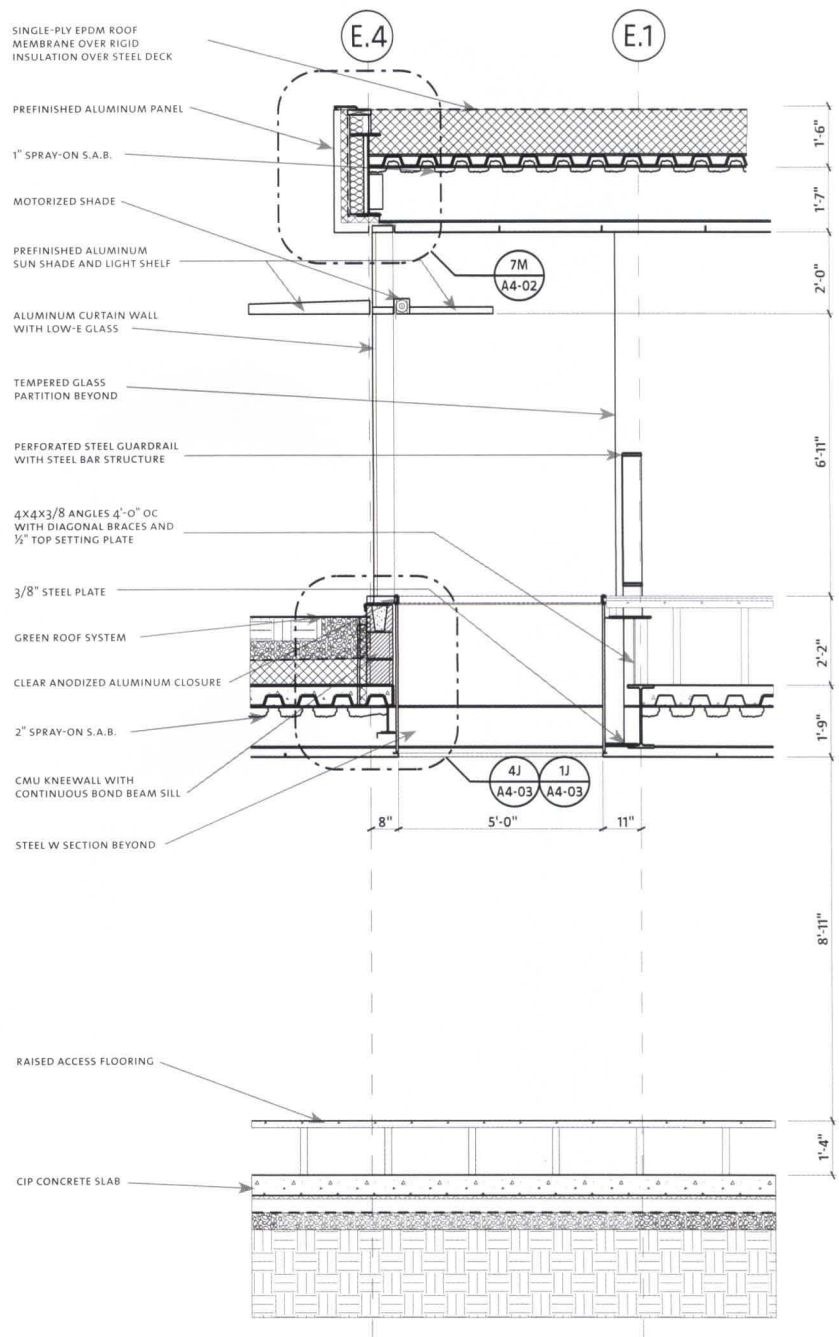 E.4
E.1
SINGLE-PLY EPDM ROOF
MEMBRANE OVER RIGID
INSULATION OVER STEEL DECK
PREFINISHED ALUMINUM PANEL
1" SPRAY-ON S.A.B.
MOTORIZED SHADE
PREFINISHED ALUMINUM
SUN SHADE AND LIGHT SHELF
ALUMINUM CURTAIN WALL
WITH LOW-E GLASS
TEMPERED GLASS
PARTITION BEYOND
PERFORATED STEEL GUARDRAIL
WITH STEEL BAR STRUCTURE
4X4X3/8 ANGLES 4'-0" OC
WITH DIAGONAL BRACES AND
½" TOP SETTING PLATE
3/8" STEEL PLATE
GREEN ROOF SYSTEM
CLEAR ANODIZED ALUMINUM CLOSURE
2" SPRAY-ON S.A.B.
CMU KNEEWALL WITH
CONTINUOUS BOND BEAM SILL
STEEL W SECTION BEYOND
RAISED ACCESS FLOORING
CIP CONCRETE SLAB
7M
A4-02
4J
A4-03
1J
A4-03
8"
5'-0"
11"
1'-6"
1'-7"
2'-0"
6'-11"
2'-2"
1'-9"
8'-11"
1'-4"